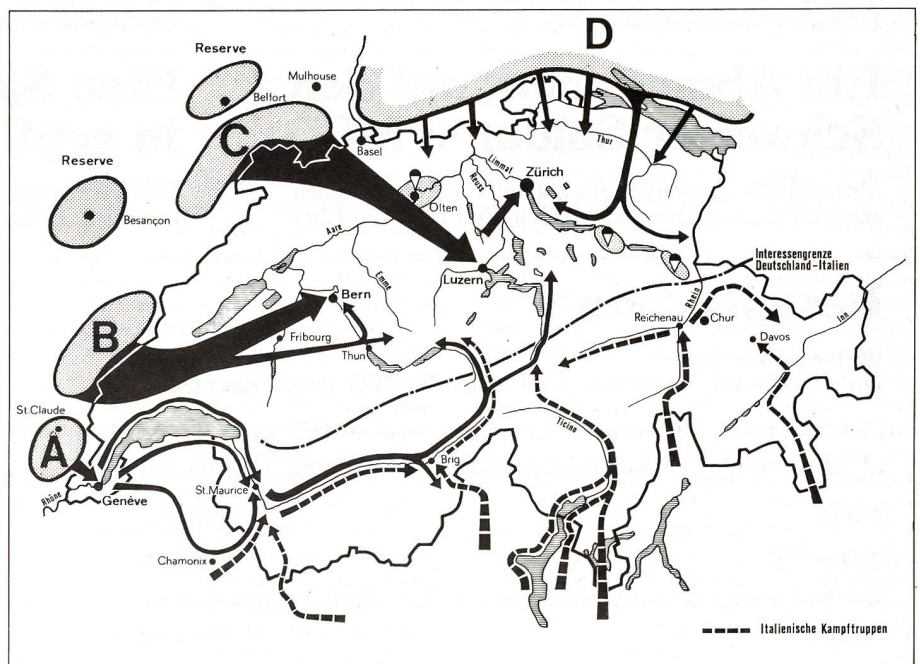 D
Reserve
Mulhouse
Belfort
C
Basel
Thur
Limmat
Zürich
Reserve
Reuss
Olten
Besançon
Aare
Interessengrenze
Deutschland-Italien
Luzern
Emme
Rhein
Bern
Reichenau
Chur
Inn
B
Fribourg
Davos
Thun
St.Claude
Ticino
A
Brig
St.Maurice
Rhône
Genéve
Chamonix
Italienische Kampftruppen